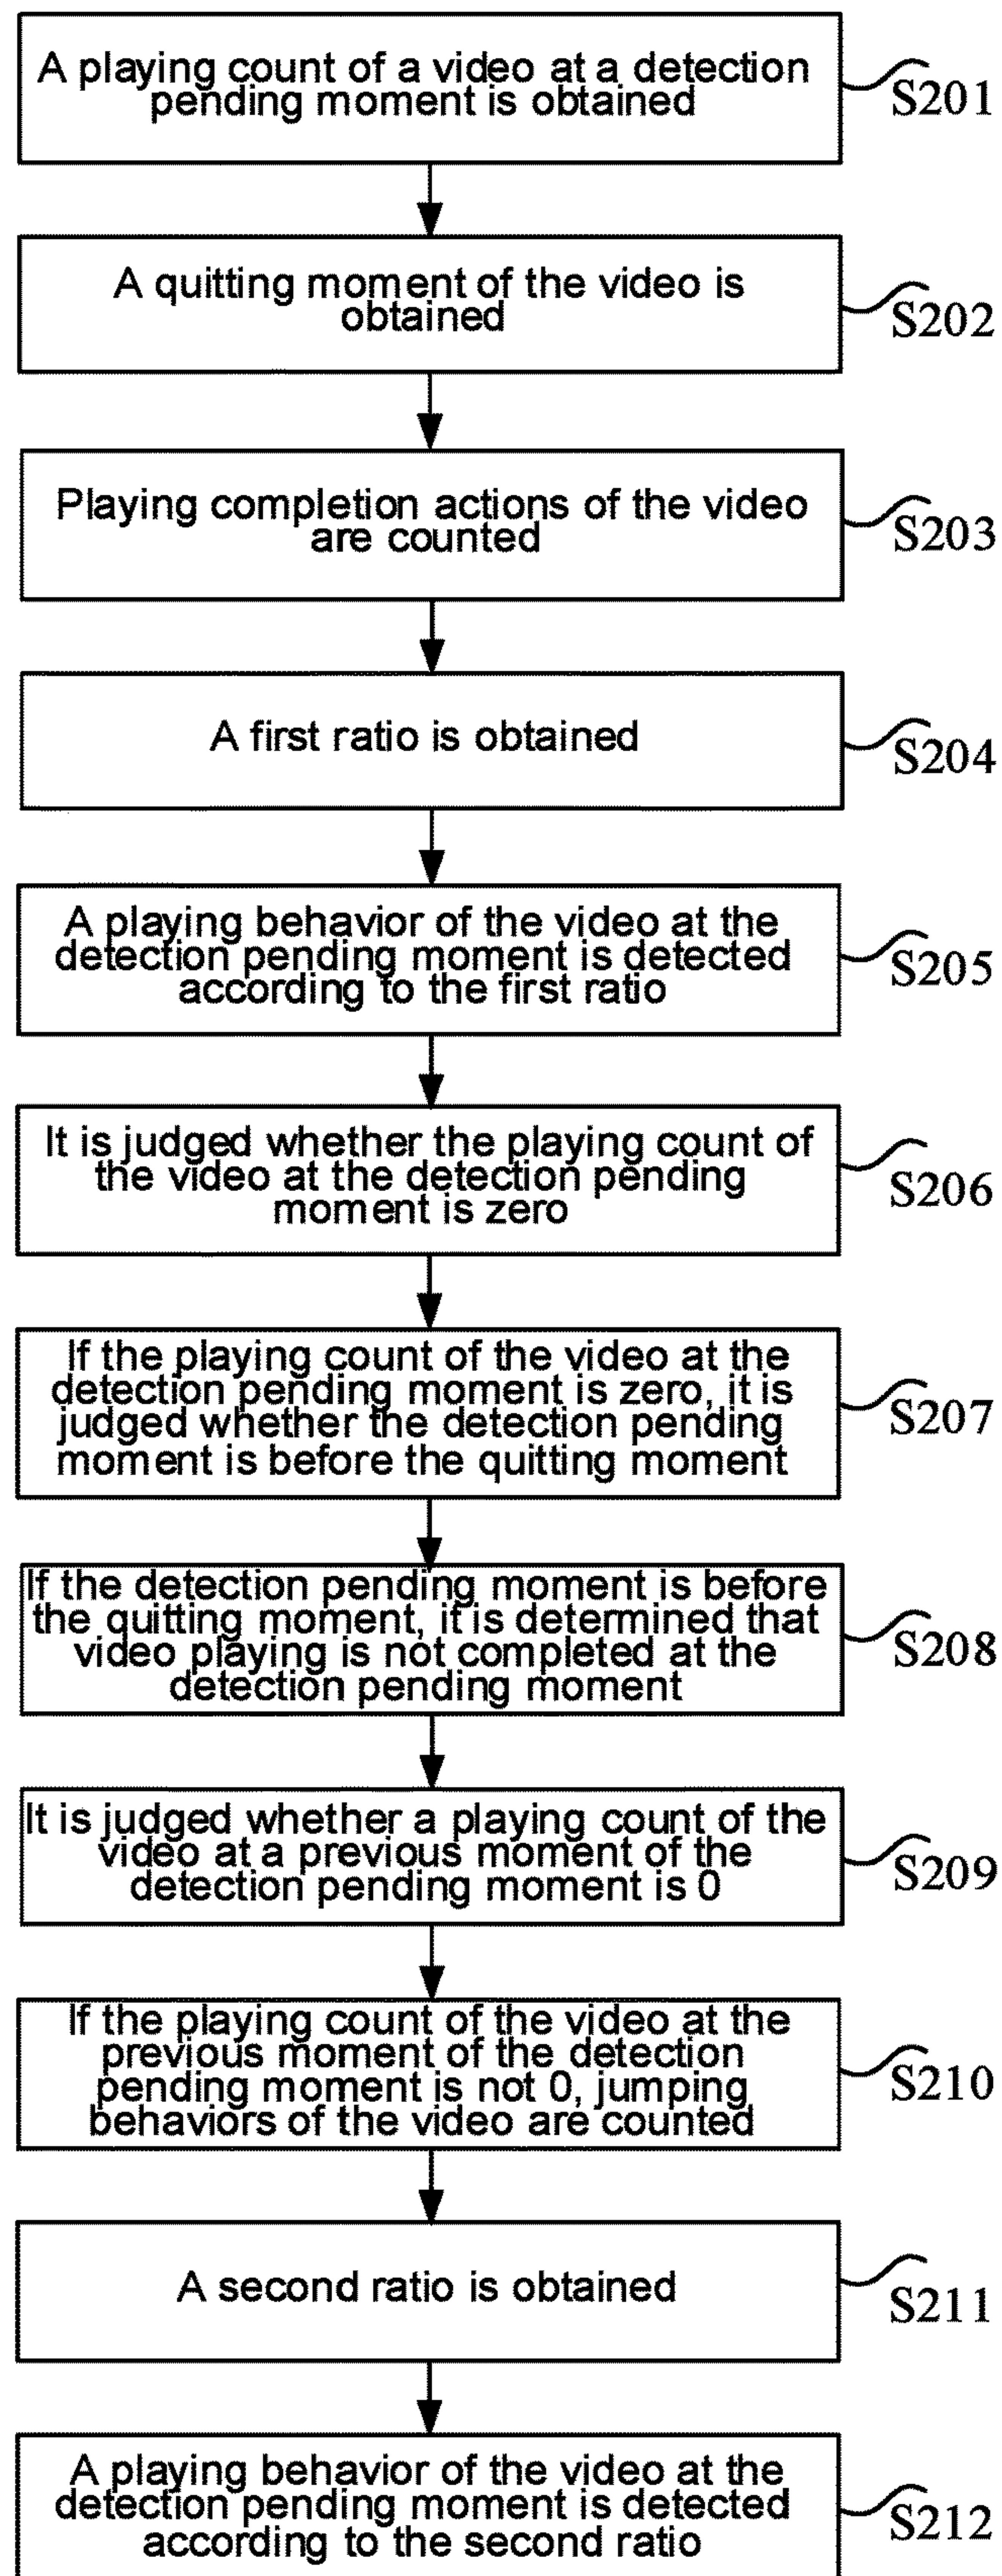 A playing count of a video at a detection
pending moment is obtained
S201
A quitting moment of the video is
obtained
S202
Playing completion actions of the video
are counted
S203
A first ratio is obtained
S204
A playing behavior of the video at the
detection pending moment is detected
according to the first ratio
S205
It is judged whether the playing count of
the video at the detection pending
moment is zero
S206
If the playing count of the video at the
detection pending moment is zero, it is
judged whether the detection pending
moment is before the quitting moment
S207
If the detection pending moment is before
the quitting moment, if is determined that
video playing is not completed at the
detection pending moment
S208
It is judged whether a playing count of the
video at a previous moment of the
detection pending moment is 0
S209
If the playing count of the video at the
previous moment of the detection
pending moment is not 0, jumping
behaviors of the video are counted
S210
A second ratio is obtained
S211
A playing behavior of the video at the
detection pending moment is detected
according to the second ratio
S212